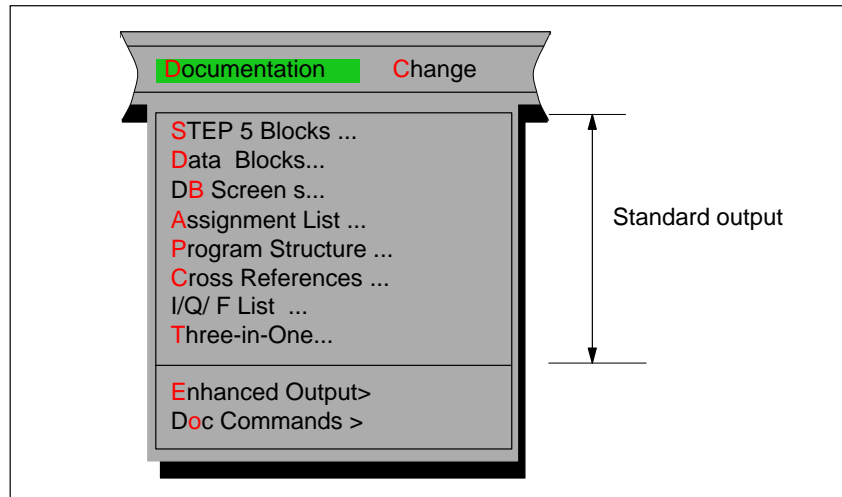 Documentation Change
STEP 5 Blocks ...
Data Blocks...
DB Screen s...
Assignment List ...
Program Structure ...
Cross References ...
I/Q/ F List ...
Three-in-One...
Standard output
Enhanced Output>
Doc Commands >